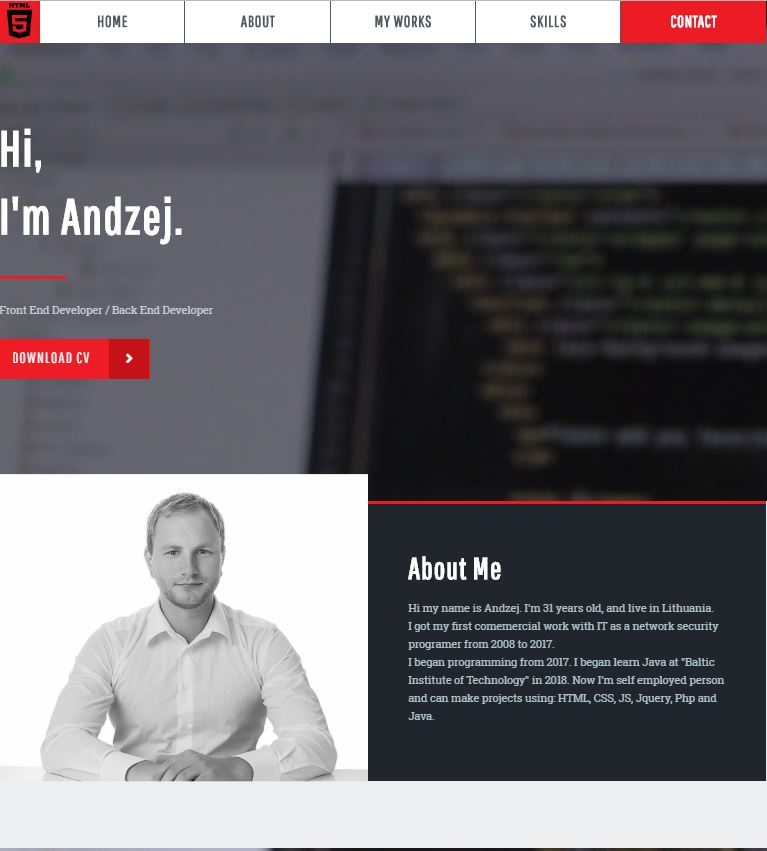 HTML
5
HOME
ABOUT
MY WORKS
SKILLS
CONTACT
Hi,
I'm Andzej.
Front End Developer / Back End Developer
DOWNLOAD CV
About Me
Hi my name is Andzej. I'm 31 years old, and live in Lithuania.
I got my first comemercial work with IT as a network security
programer from 2008 to 2017.
I began programming from 2017. I began learn Java at "Baltic
Institute of Technology" in 2018. Now I'm self employed person
and can make projects using: HTML, CSS, JS, Jquery, Php and
Java.